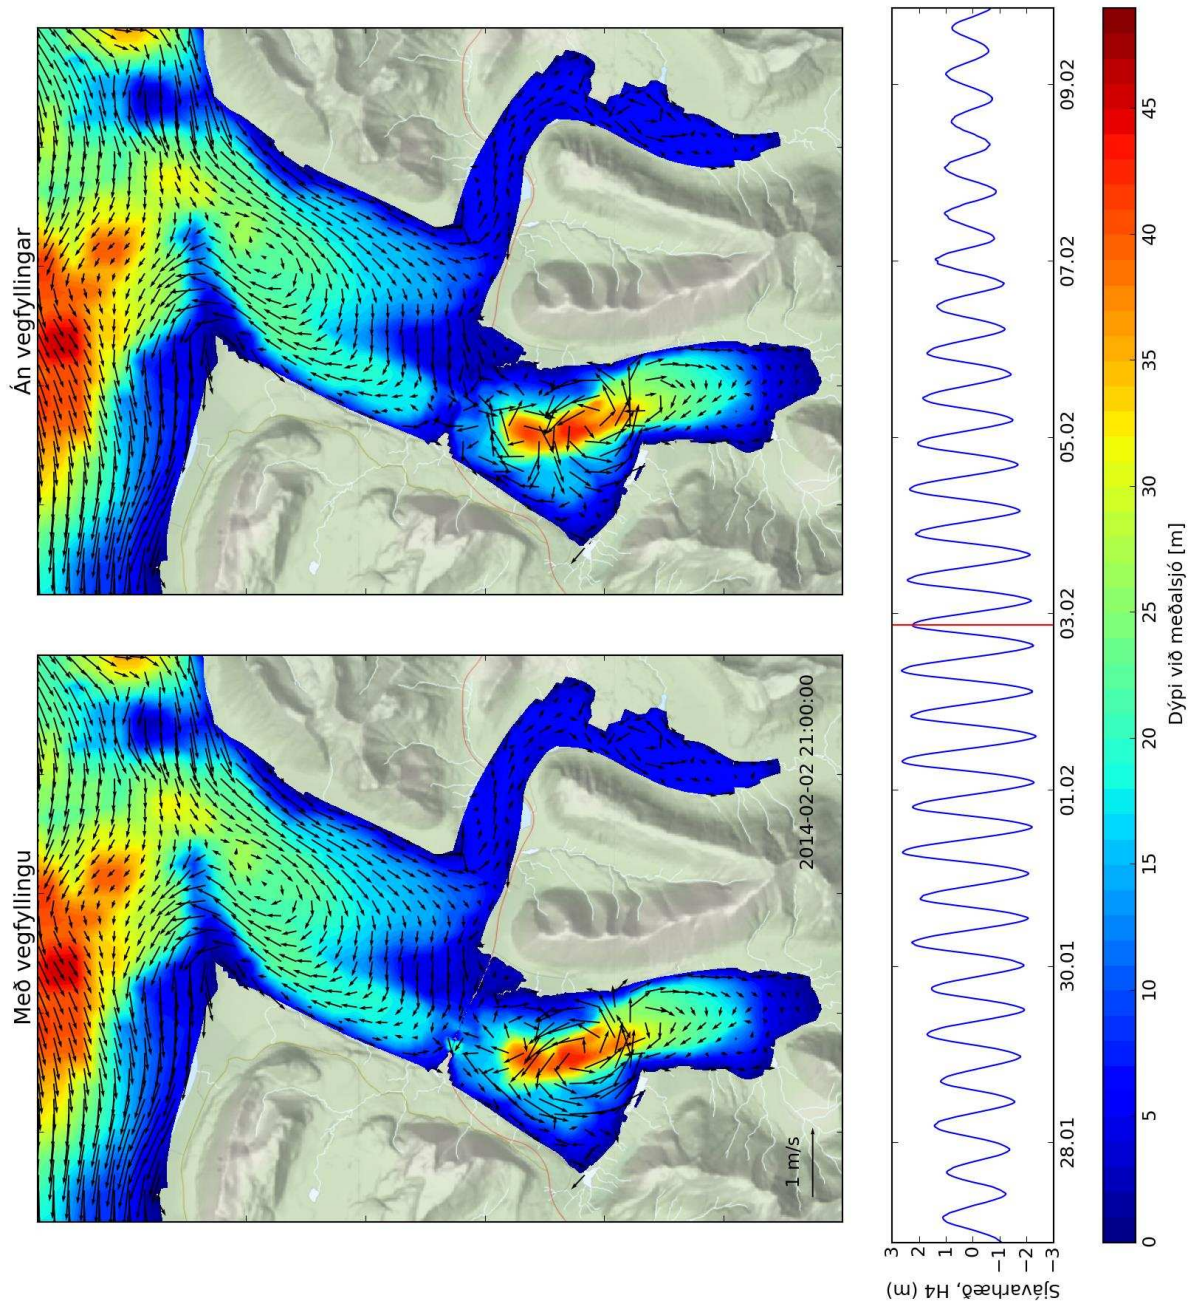 Með vegfyllingu
Án vegfyllingar
1 m/s
2014-02-02 21:00:00
Sjávarhæð, H4 (m)
3
2
1
0
−1
−2
−3
28.01 30.01 01.02 03.02 05.02 07.02 09.02
0 5 10 15 20 25 30 35 40 45
Dýpi við meðalsjó [m]